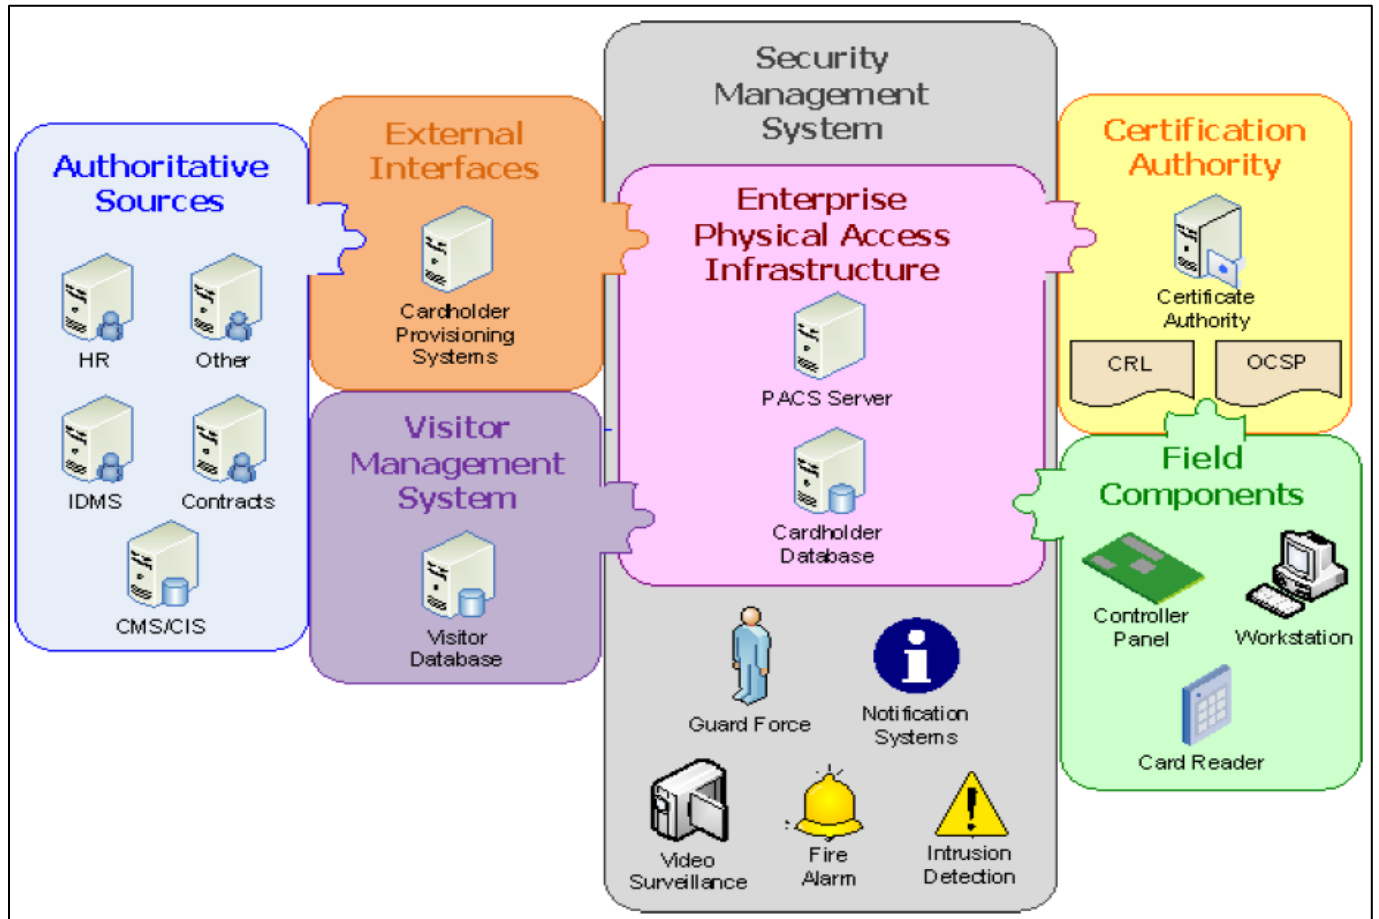 Security
Management
System
Authoritative
Sources
HR
Other
IDMS
Contracts
CMS/CIS
External
Interfaces
Cardholder
Provisioning
Systems
Visitor
Management
System
Visitor
Database
Enterprise
Physical Access
Infrastructure
PACS Server
Cardholder
Database
Guard Force
Notification
Systems
Video
Surveillance
Fire
Alarm
Intrusion
Detection
Certification
Authority
Certificate
Authority
CRL
OCSP
Field
Components
Controller
Panel
Workstation
Card Reader